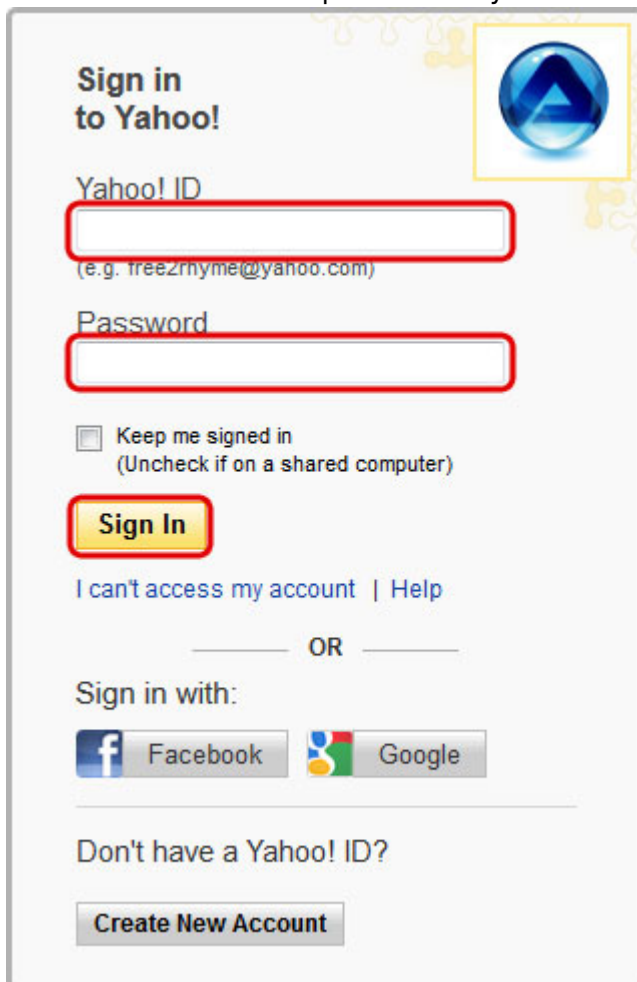 Sign in
to Yahoo!
Yahoo! ID
(e.g. free2rhyme@yahoo.com)
Password
Keep me signed in
(Uncheck if on a shared computer)
Sign In
I can't access my account | Help
OR
Sign in with:
Facebook Google
Don't have a Yahoo! ID?
Create New Account